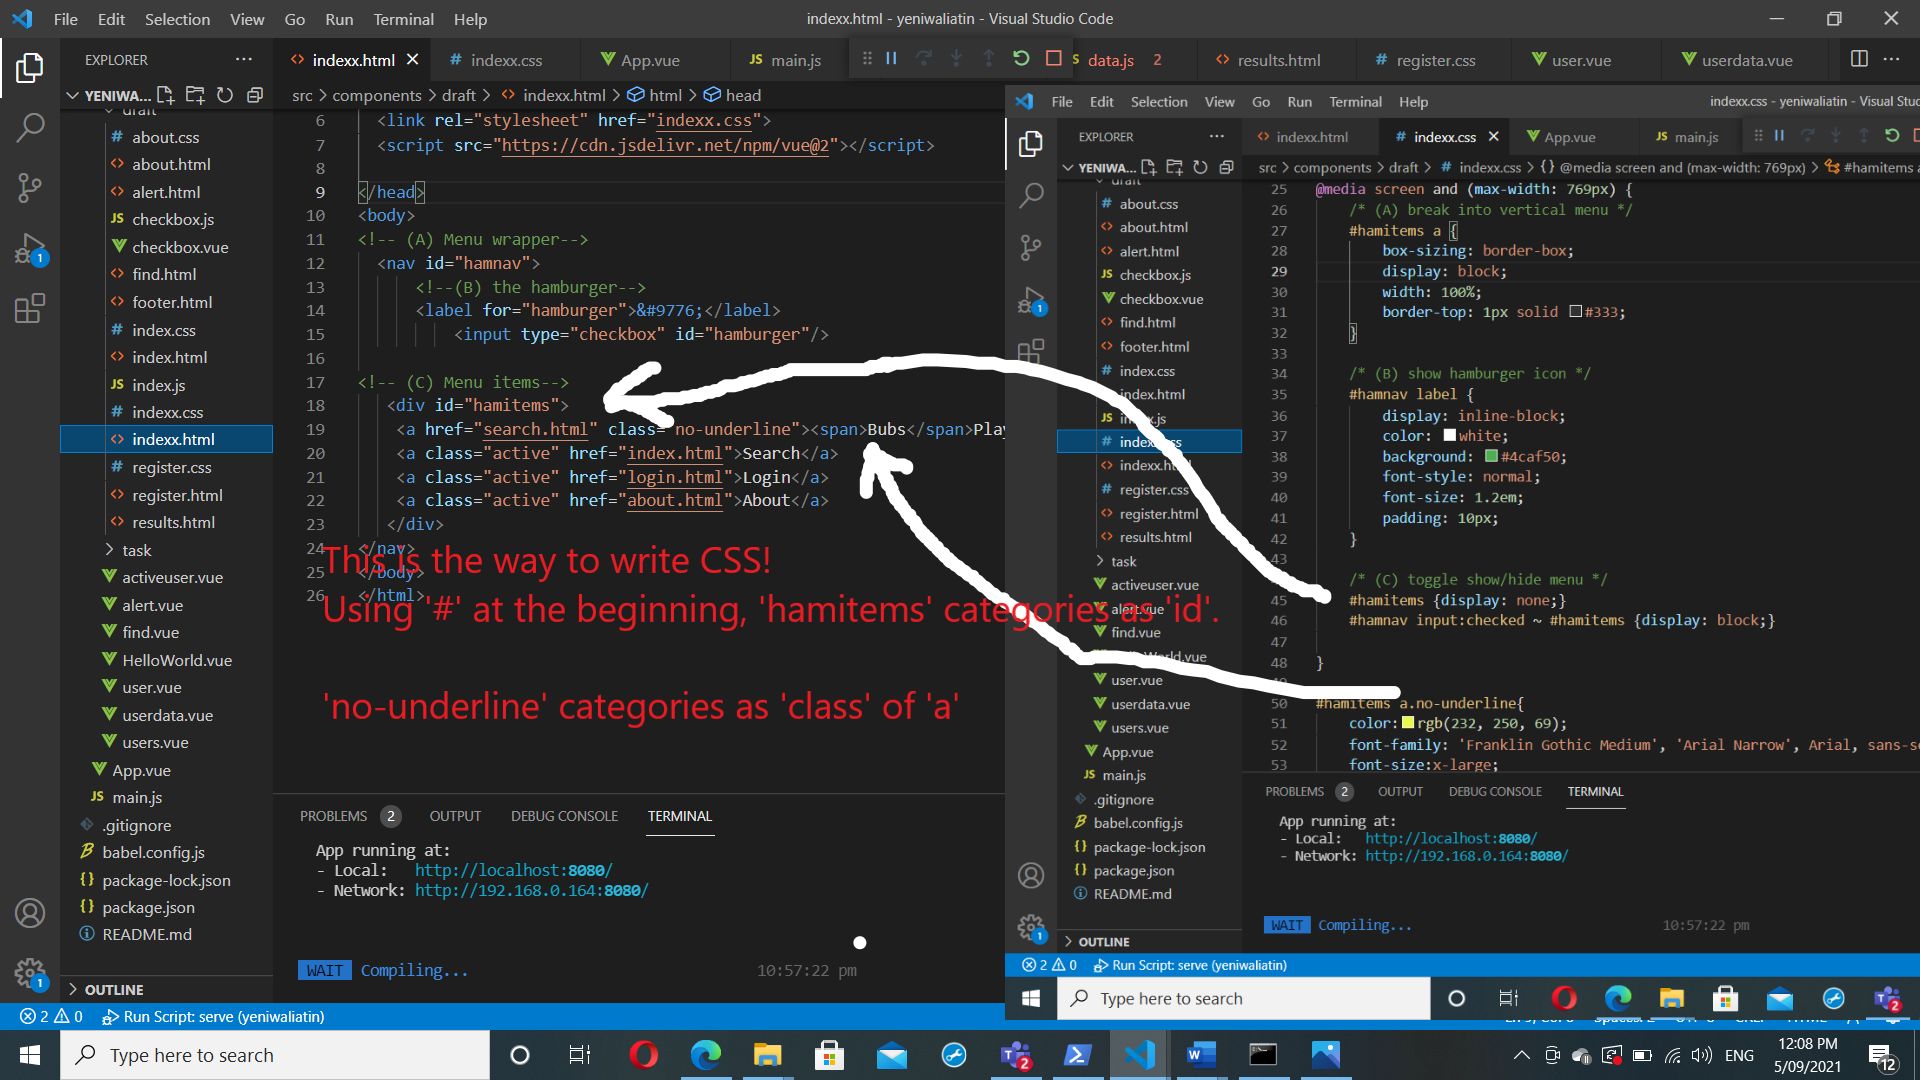 File Edit Selection View Go Run Terminal Help
indexx.html - yeniwaliatin - Visual Studio Code
EXPLORER
indexx.html
indexx.css
App.vue
main.js
data.js 2
results.html
register.css
user.vue
userdata.vue
YENIWA...
src > components > draft > indexx.html > html > head
draft
about.css
about.html
alert.html
checkbox.js
checkbox.vue
find.html
footer.html
index.css
index.html
index.js
indexx.css
indexx.html
register.css
register.html
results.html
task
activeuser.vue
alert.vue
find.vue
HelloWorld.vue
user.vue
userdata.vue
users.vue
App.vue
main.js
.gitignore
babel.config.js
package-lock.json
package.json
README.md
OUTLINE
6 <link rel="stylesheet" href="indexx.css">
7 <script src="https://cdn.jsdelivr.net/npm/vue@2"></script>
8
9 </head>
10 <body>
11 <!-- (A) Menu wrapper-->
12 <nav id="hamnav">
13 <!--(B) the hamburger-->
14 <label for="hamburger">&#9776;</label>
15 <input type="checkbox" id="hamburger"/>
16
17 <!-- (C) Menu items-->
18 <div id="hamitems">
19 <a href="search.html" class="no-underline"><span>Bubs</span>Play
20 <a class="active" href="index.html">Search</a>
21 <a class="active" href="login.html">Login</a>
22 <a class="active" href="about.html">About</a>
23 </div>
24 </nav>
25 </body>
26 </html>
This is the way to write CSS!
Using '#' at the beginning, 'hamitems' categories as 'id'.
'no-underline' categories as 'class' of 'a'
PROBLEMS 2 OUTPUT DEBUG CONSOLE TERMINAL
App running at:
- Local: http://localhost:8080/
- Network: http://192.168.0.164:8080/
WAIT Compiling... 10:57:22 pm
2 0 Run Script: serve (yeniwaliatin)
File Edit Selection View Go Run Terminal Help
indexx.css - yeniwaliatin - Visual Studio
EXPLORER
indexx.html
indexx.css
App.vue
main.js
YENIWA...
src > components > draft > indexx.css > {} @media screen and (max-width: 769px) > #hamitems a
draft
about.css
about.html
alert.html
checkbox.js
checkbox.vue
find.html
footer.html
index.css
index.html
index.js
indexx.css
indexx.html
register.css
register.html
results.html
task
activeuser.vue
alert.vue
find.vue
HelloWorld.vue
user.vue
userdata.vue
users.vue
App.vue
main.js
.gitignore
babel.config.js
package-lock.json
package.json
README.md
OUTLINE
25 @media screen and (max-width: 769px) {
26 /* (A) break into vertical menu */
27 #hamitems a {
28 box-sizing: border-box;
29 display: block;
30 width: 100%;
31 border-top: 1px solid #333;
32 }
33
34 /* (B) show hamburger icon */
35 #hamnav label {
36 display: inline-block;
37 color: white;
38 background: #4caf50;
39 font-style: normal;
40 font-size: 1.2em;
41 padding: 10px;
42 }
43
/* (C) toggle show/hide menu */
45 #hamitems {display: none;}
46 #hamnav input:checked ~ #hamitems {display: block;}
47
48 }
50 #hamitems a.no-underline{
51 color: rgb(232, 250, 69);
52 font-family: 'Franklin Gothic Medium', 'Arial Narrow', Arial, sans-s
53 font-size:x-large;
PROBLEMS 2 OUTPUT DEBUG CONSOLE TERMINAL
App running at:
- Local: http://localhost:8080/
- Network: http://192.168.0.164:8080/
WAIT Compiling... 10:57:22 pm
2 0 Run Script: serve (yeniwaliatin)
Type here to search
Type here to search
ENG
12:08 PM
5/09/2021
12